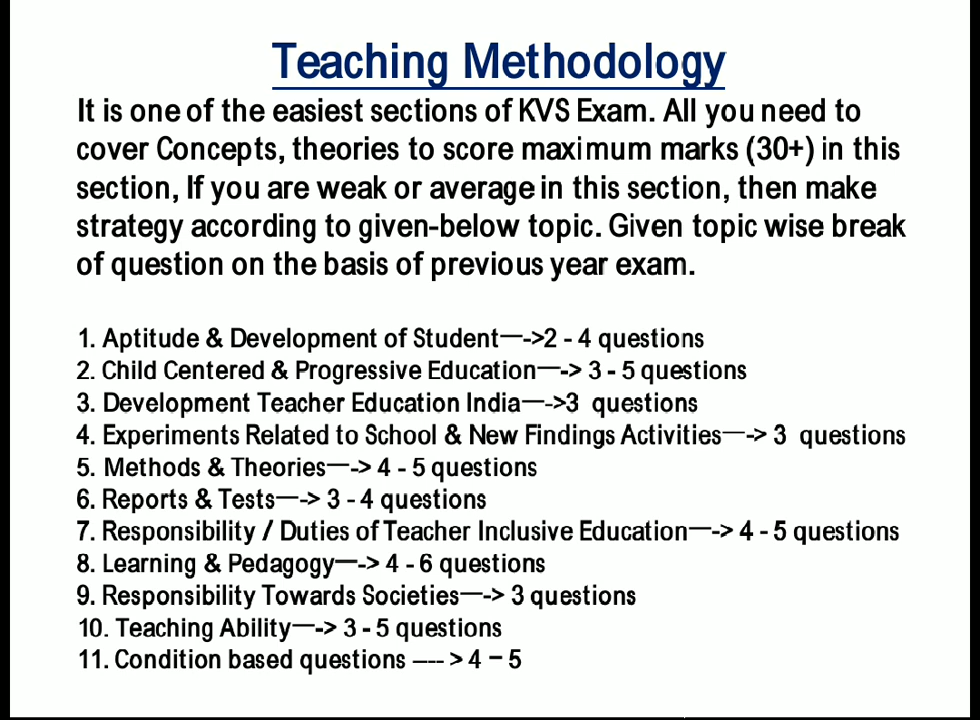 Teaching Methodology
It is one of the easiest sections of KVS Exam. All you need to
cover Concepts, theories to score maximum marks (30+) in this
section, If you are weak or average in this section, then make
strategy according to given-below topic. Given topic wise break
of question on the basis of previous year exam.
1. Aptitude & Development of Student—->2 - 4 questions
2. Child Centered & Progressive Education—-> 3 - 5 questions
3. Development Teacher Education India—->3 questions
4. Experiments Related to School & New Findings Activities—-> 3 questions
5. Methods & Theories—-> 4 - 5 questions
6. Reports & Tests—-> 3 - 4 questions
7. Responsibility / Duties of Teacher Inclusive Education—-> 4 - 5 questions
8. Learning & Pedagogy—-> 4 - 6 questions
9. Responsibility Towards Societies—-> 3 questions
10. Teaching Ability—-> 3 - 5 questions
11. Condition based questions ---- > 4 – 5